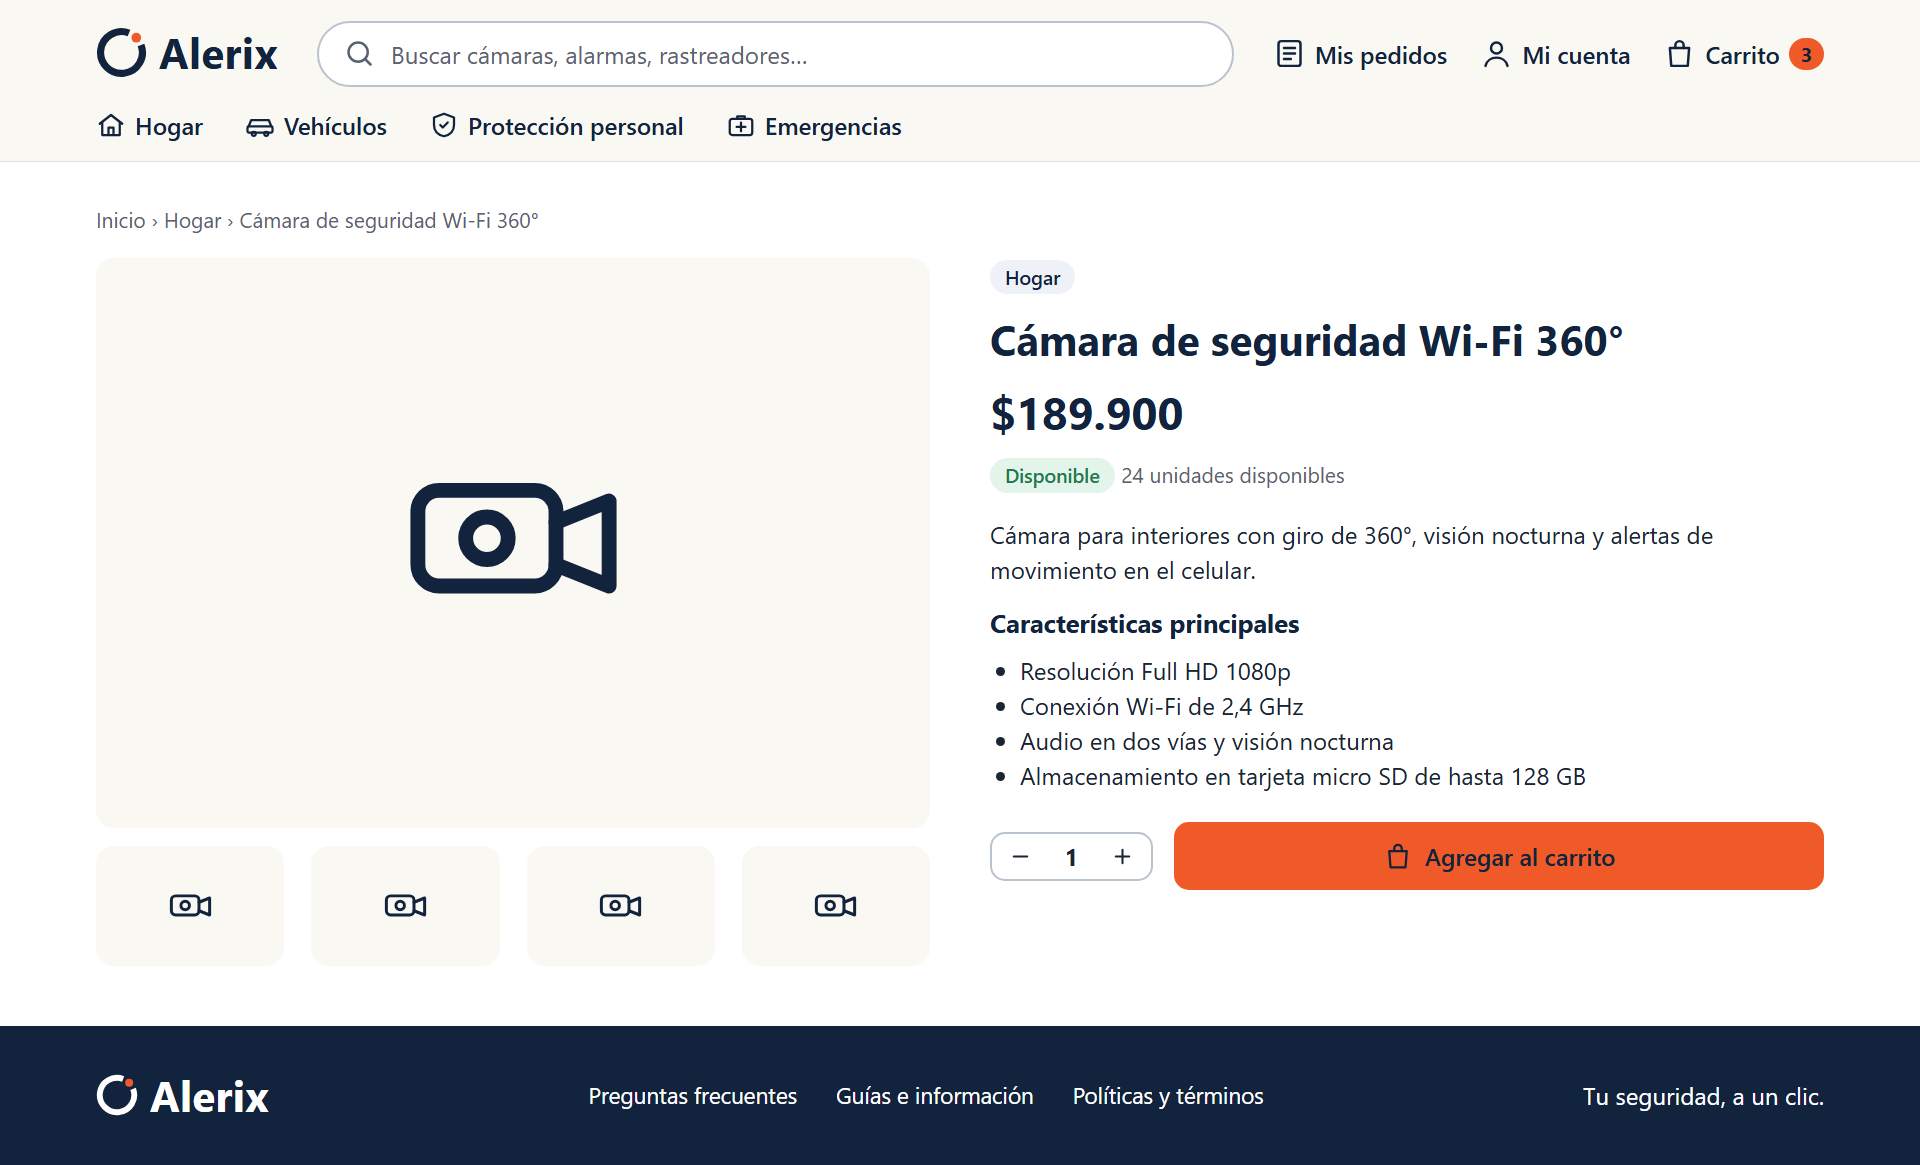 Alerix
Buscar cámaras, alarmas, rastreadores...
Mis pedidos
Mi cuenta
Carrito 3
Hogar
Vehículos
Protección personal
Emergencias
Inicio › Hogar › Cámara de seguridad Wi-Fi 360°
Hogar
Cámara de seguridad Wi-Fi 360°
$189.900
Disponible 24 unidades disponibles
Cámara para interiores con giro de 360°, visión nocturna y alertas de
movimiento en el celular.
Características principales
• Resolución Full HD 1080p
• Conexión Wi-Fi de 2,4 GHz
• Audio en dos vías y visión nocturna
• Almacenamiento en tarjeta micro SD de hasta 128 GB
− 1 +
Agregar al carrito
Alerix
Preguntas frecuentes
Guías e información
Políticas y términos
Tu seguridad, a un clic.